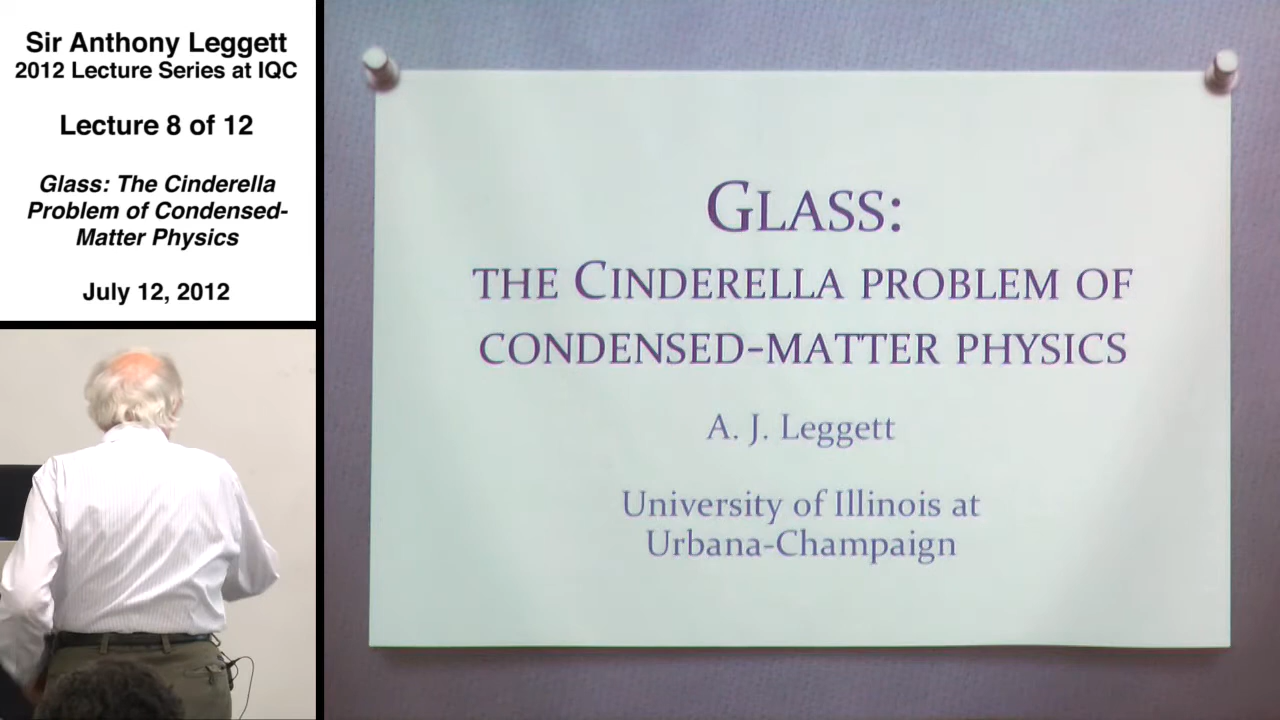 Sir Anthony Leggett
2012 Lecture Series at IQC
Lecture 8 of 12
Glass: The Cinderella
Problem of Condensed-
Matter Physics
July 12, 2012
GLASS:
THE CINDERELLA PROBLEM OF
CONDENSED-MATTER PHYSICS
A. J. Leggett
University of Illinois at
Urbana-Champaign